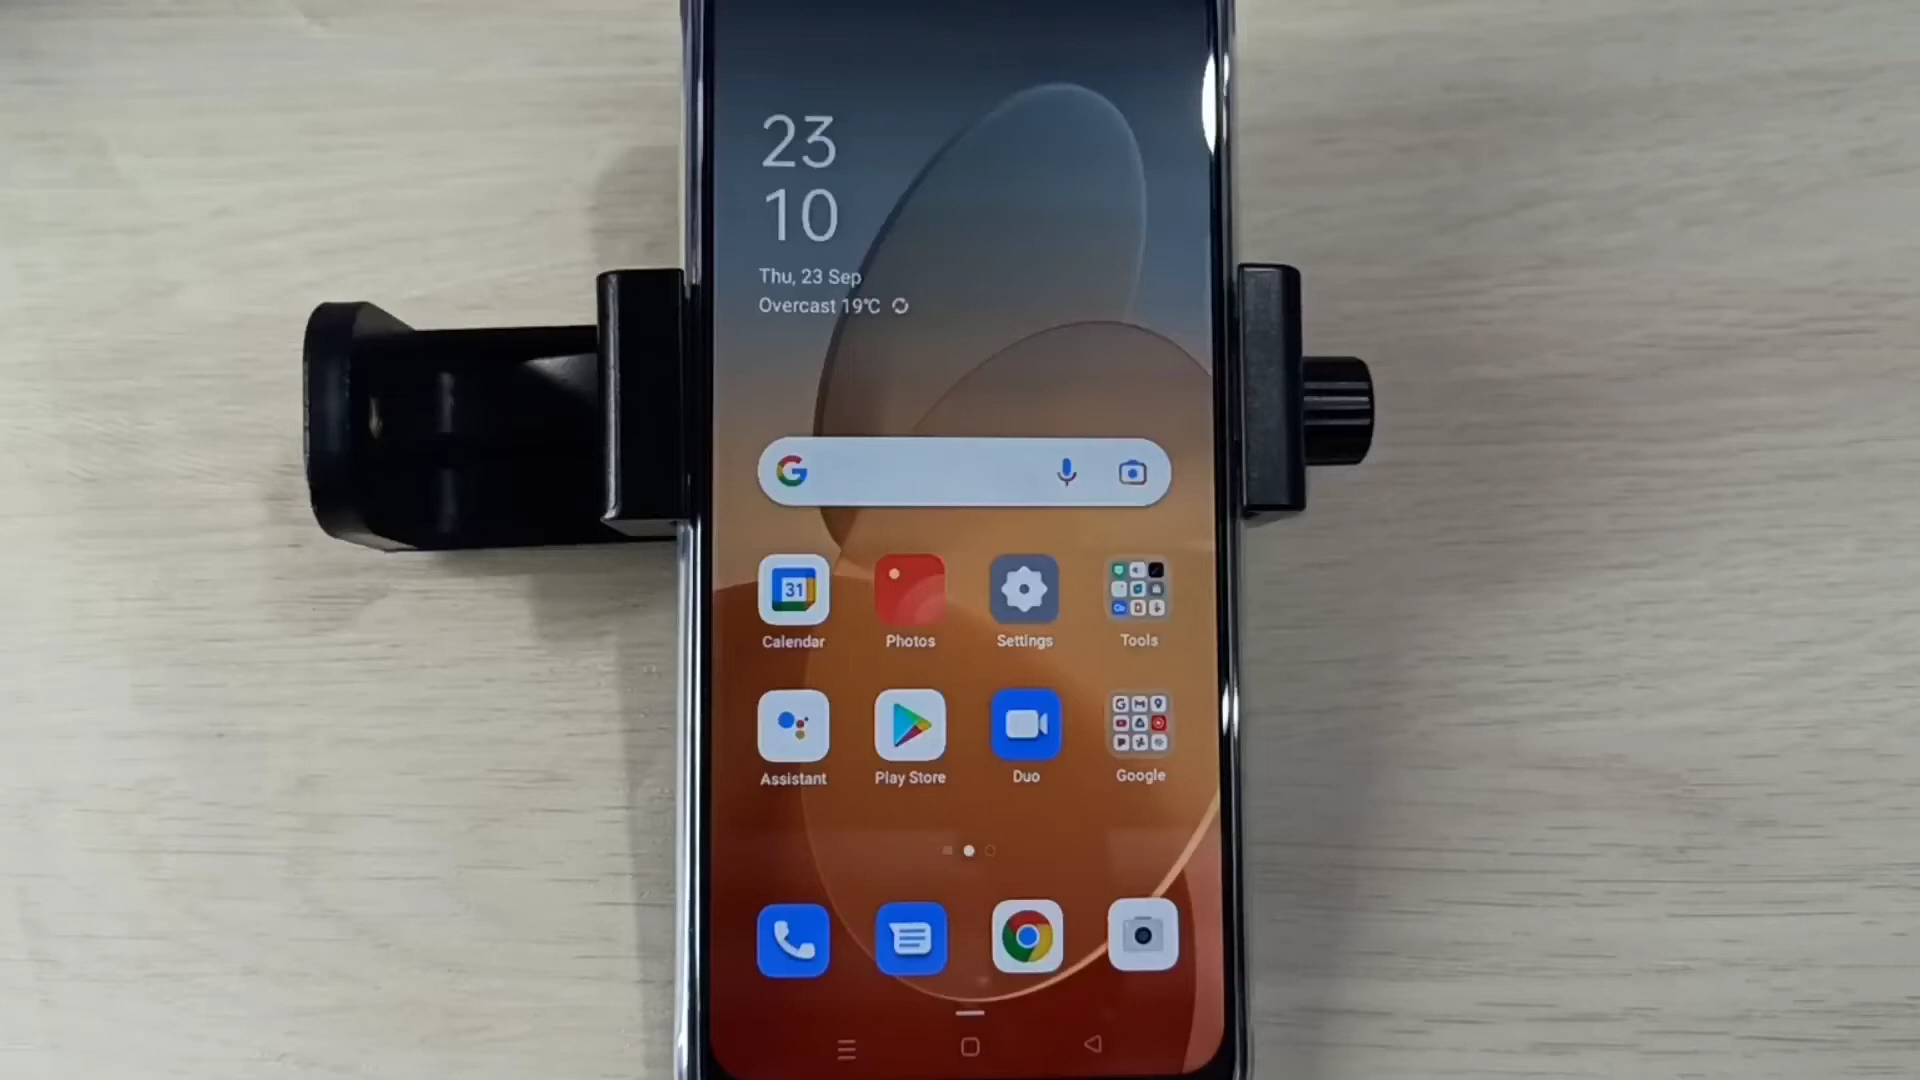 23
10
Thu, 23 Sep
Overcast 19°C
31
Calendar
Photos
Settings
Tools
Assistant
Play Store
Duo
Google